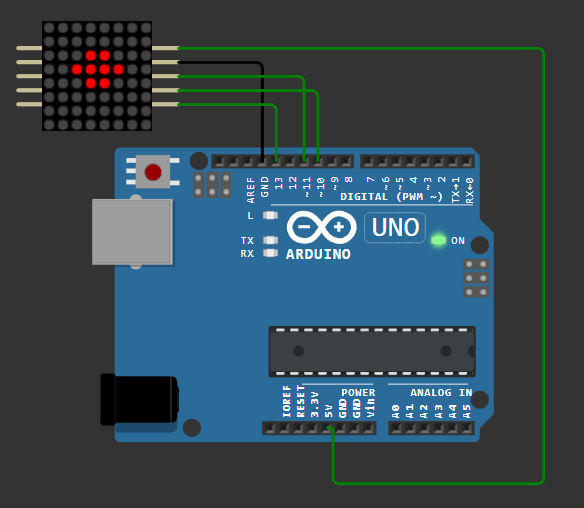 AREF
GND
13
12
~11
~10
~9
8
7
~6
~5
4
~3
2
TX→1
RX←0
DIGITAL (PWM ~)
L
TX
RX
UNO
ON
ARDUINO
POWER
ANALOG IN
IOREF
RESET
3.3V
5V
GND
GND
Vin
A0
A1
A2
A3
A4
A5